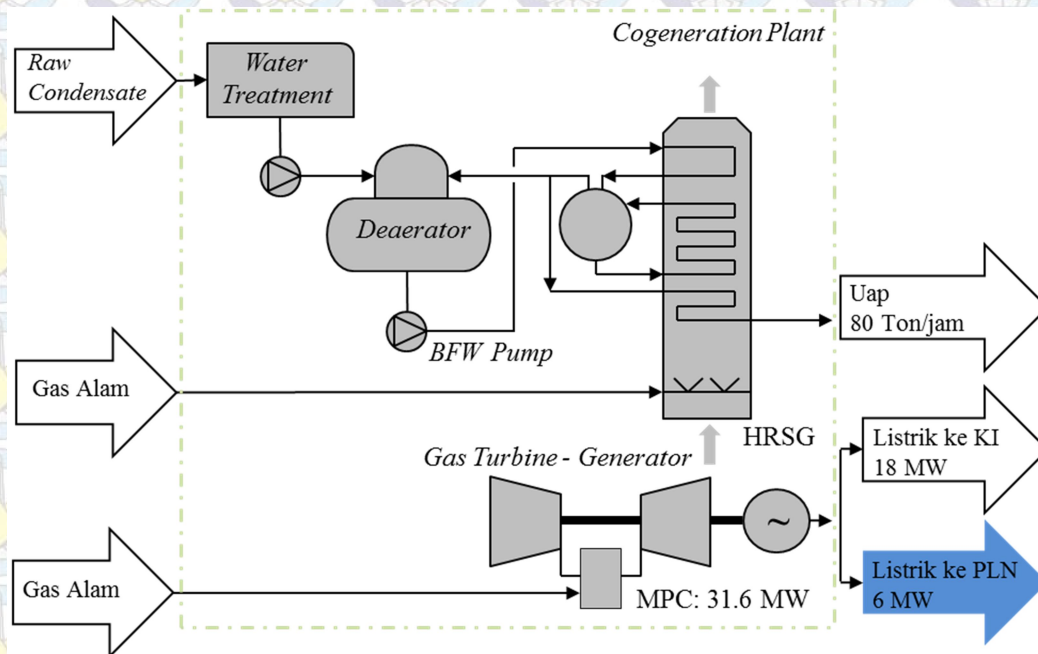 Cogeneration Plant
Raw
Condensate
Water
Treatment
Deaerator
BFW Pump
Uap
80 Ton/jam
Gas Alam
HRSG
Gas Turbine - Generator
Listrik ke KI
18 MW
~
Gas Alam
MPC: 31.6 MW
Listrik ke PLN
6 MW